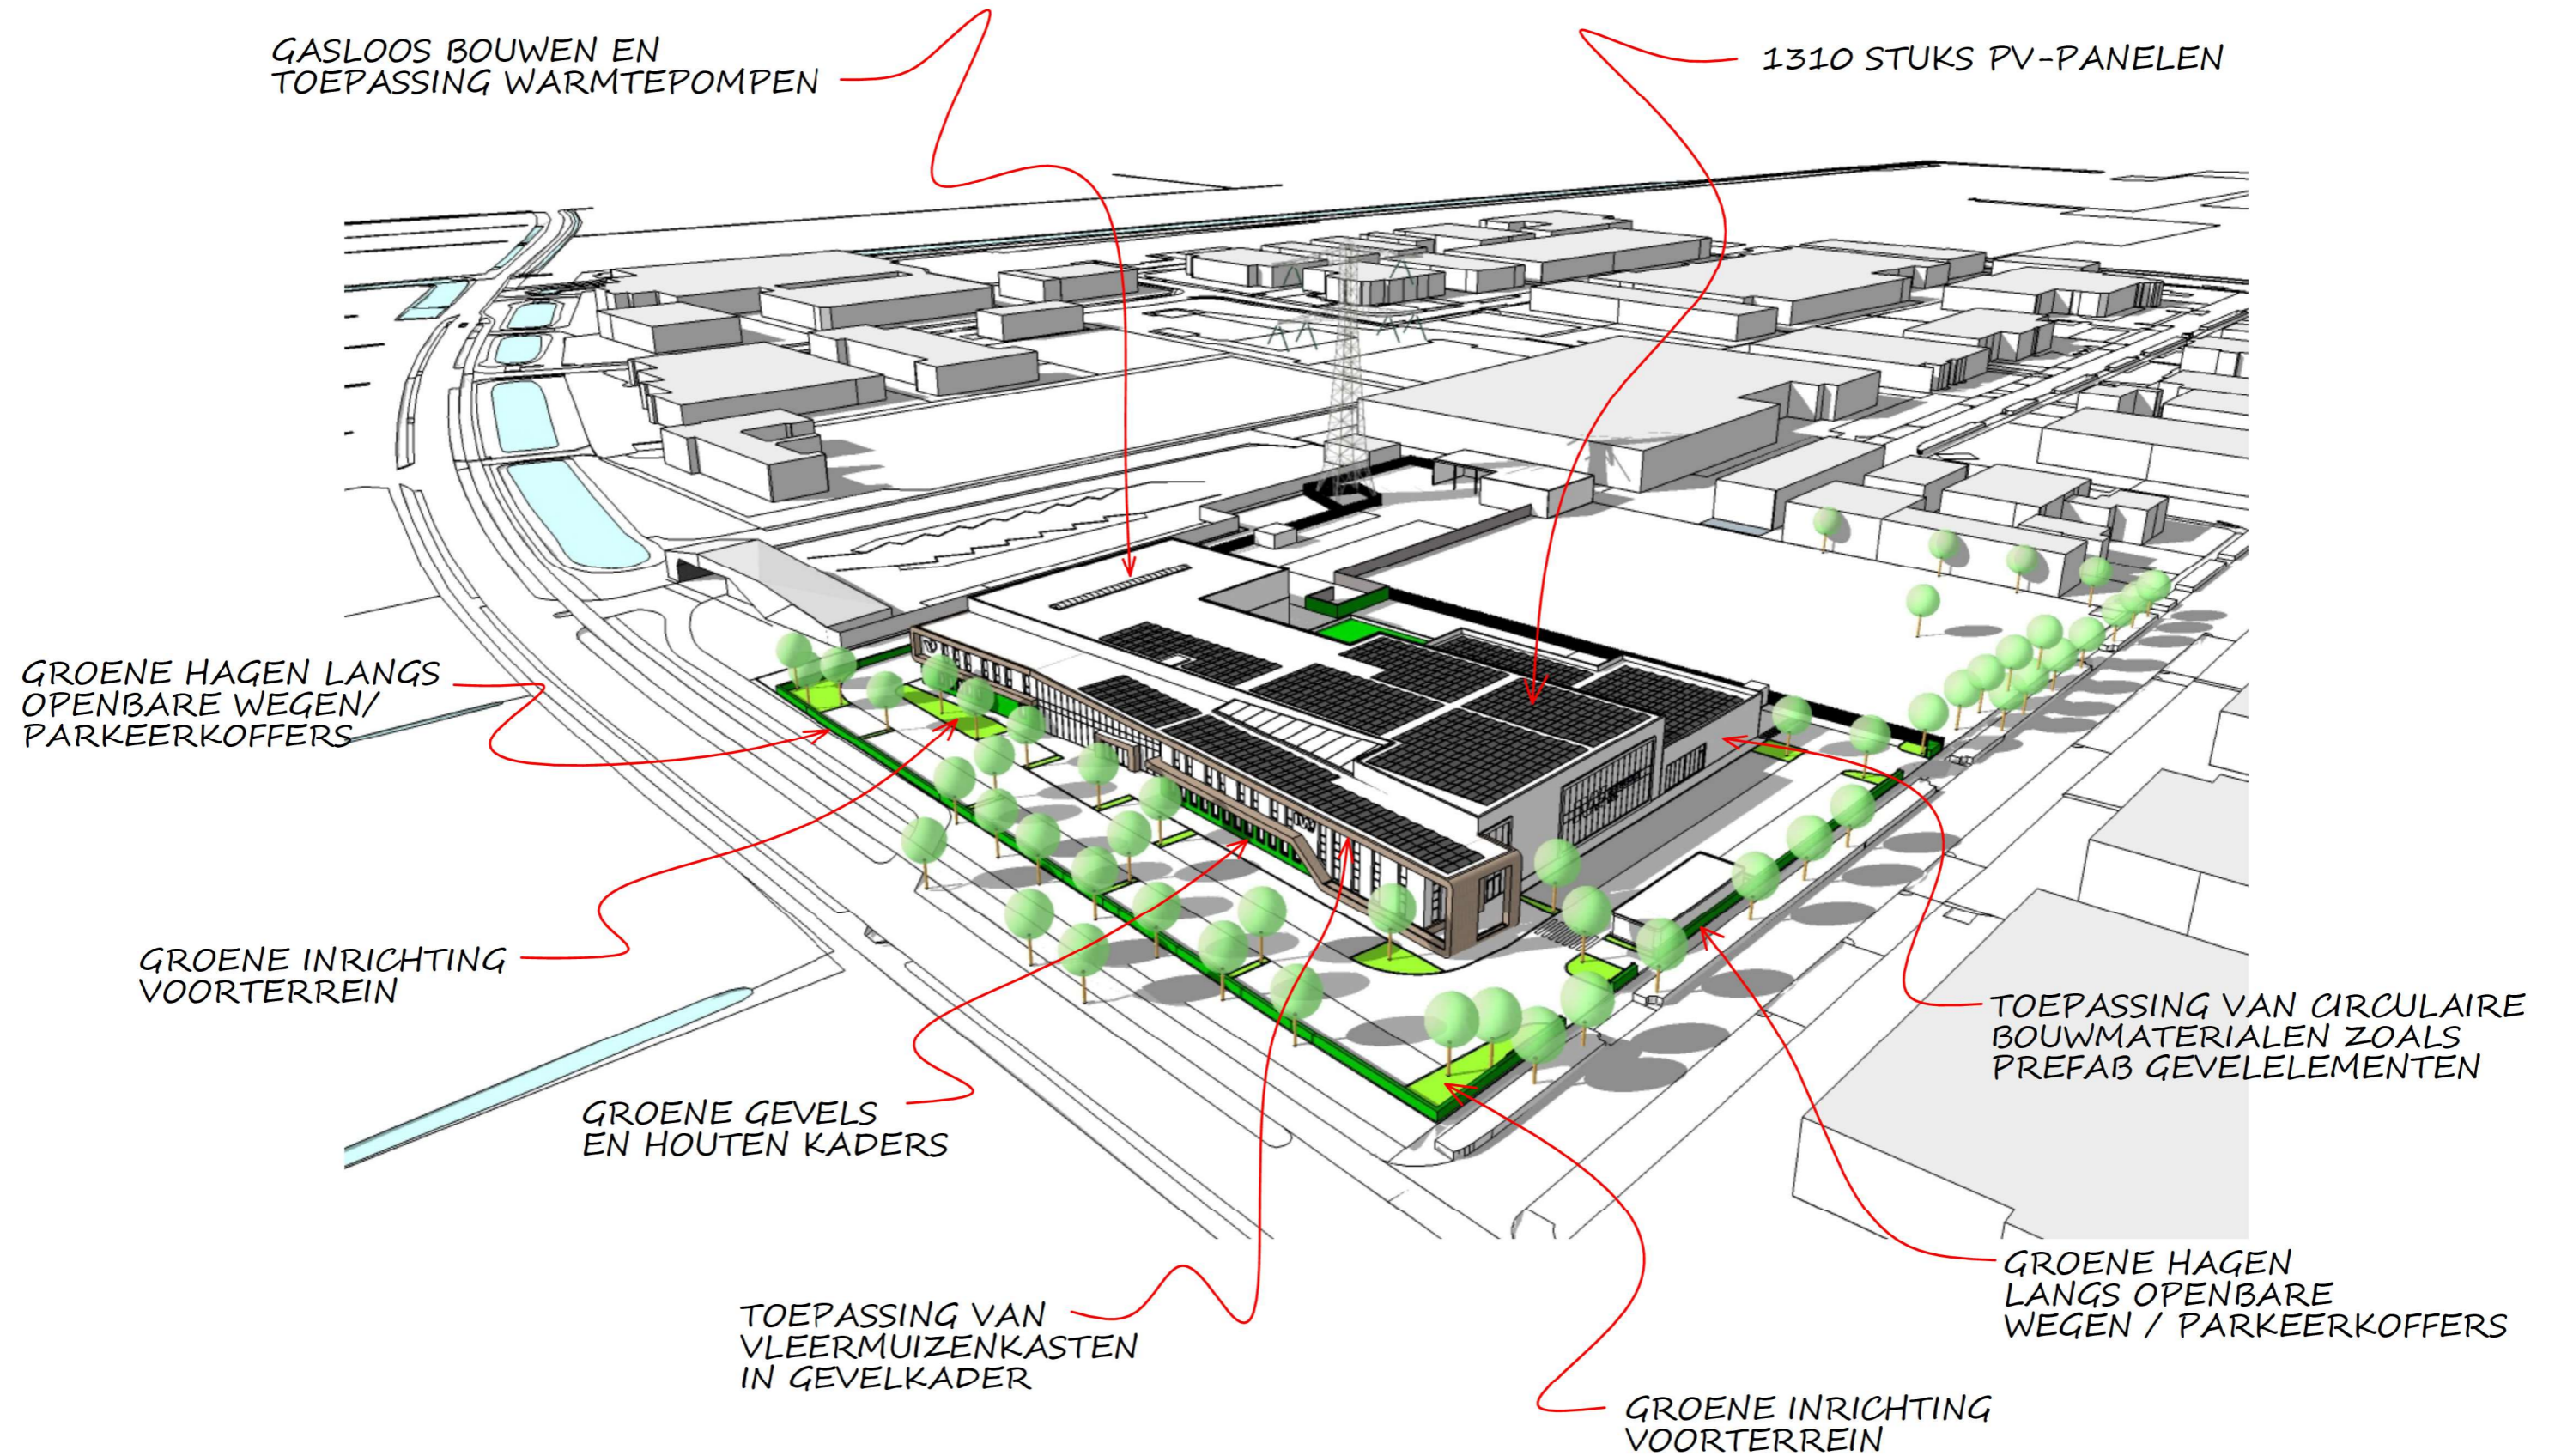 GASLOOS BOUWEN EN
TOEPASSING WARMTEPOMPEN
1310 STUKS PV-PANELEN
GROENE HAGEN LANGS
OPENBARE WEGEN/
PARKEERKOFFERS
GROENE INRICHTING
VOORTERREIN
GROENE GEVELS
EN HOUTEN KADERS
TOEPASSING VAN
VLEERMUIZENKASTEN
IN GEVELKADER
TOEPASSING VAN CIRCULAIRE
BOUWMATERIALEN ZOALS
PREFAB GEVELELEMENTEN
GROENE HAGEN
LANGS OPENBARE
WEGEN / PARKEERKOFFERS
GROENE INRICHTING
VOORTERREIN